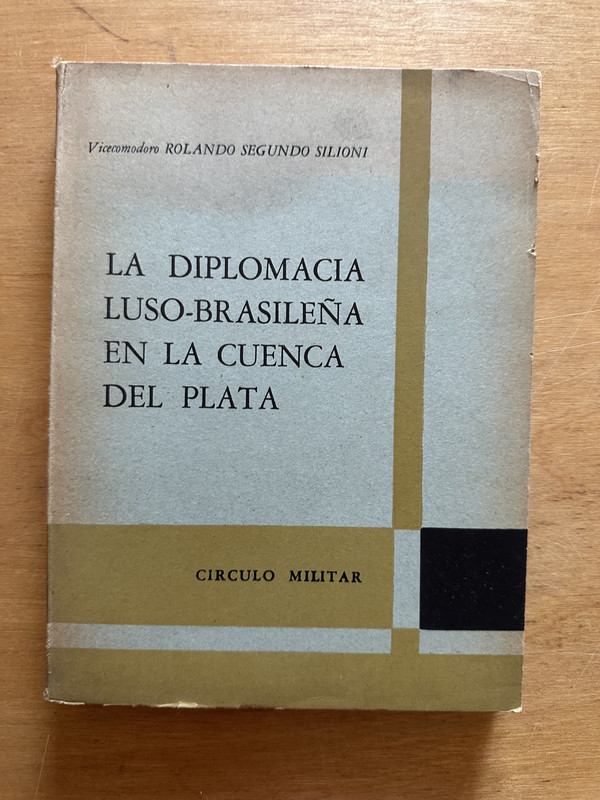 Vicecomodoro ROLANDO SEGUNDO SILIONI
LA DIPLOMACIA
LUSO-BRASILEÑA
EN LA CUENCA
DEL PLATA
CIRCULO MILITAR